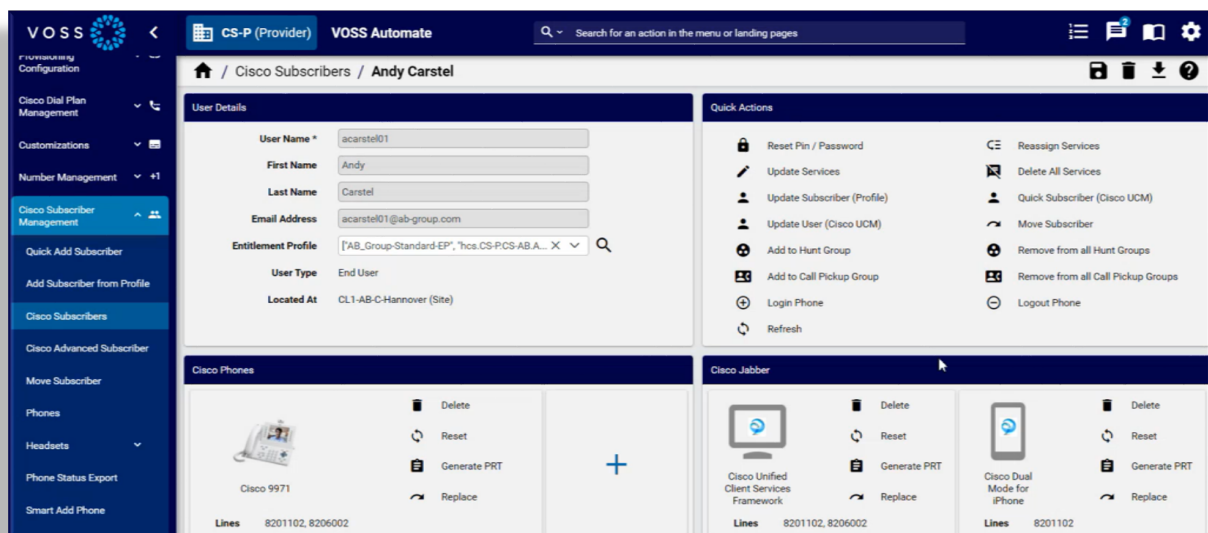 VOSS
CS-P (Provider)
VOSS Automate
Search for an action in the menu or landing pages
2
Provisioning
Configuration
Cisco Dial Plan
Management
Customizations
Number Management
+1
Cisco Subscriber
Management
Quick Add Subscriber
Add Subscriber from Profile
Cisco Subscribers
Cisco Advanced Subscriber
Move Subscriber
Phones
Headsets
Phone Status Export
Smart Add Phone
/ Cisco Subscribers / Andy Carstel
User Details
User Name *
acarstel01
First Name
Andy
Last Name
Carstel
Email Address
acarstel01@ab-group.com
Entitlement Profile
["AB_Group-Standard-EP", "hcs.CS-P.CS-AB.A...
User Type
End User
Located At
CL1-AB-C-Hannover (Site)
Quick Actions
Reset Pin / Password
Reassign Services
Update Services
Delete All Services
Update Subscriber (Profile)
Quick Subscriber (Cisco UCM)
Update User (Cisco UCM)
Move Subscriber
Add to Hunt Group
Remove from all Hunt Groups
Add to Call Pickup Group
Remove from all Call Pickup Groups
Login Phone
Logout Phone
Refresh
Cisco Phones
Cisco 9971
Delete
Reset
Generate PRT
Replace
Lines 8201102, 8206002
Cisco Jabber
Cisco Unified
Client Services
Framework
Delete
Reset
Generate PRT
Replace
Lines 8201102, 8206002
Cisco Dual
Mode for
iPhone
Delete
Reset
Generate PRT
Replace
Lines 8201102